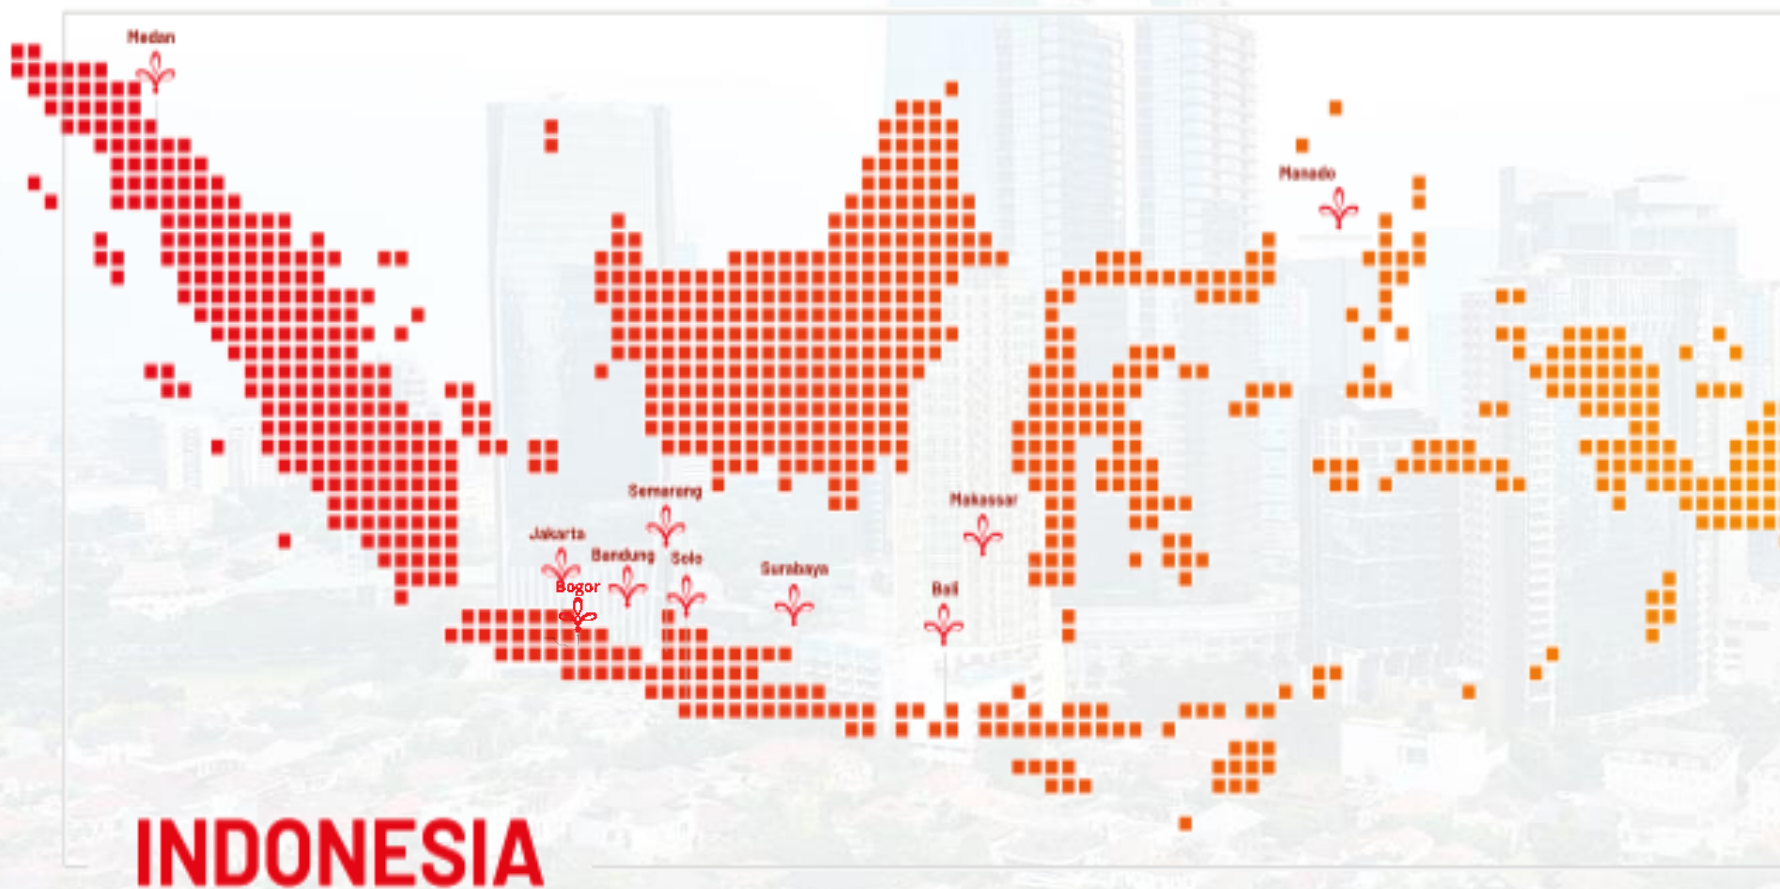 Medan
Manado
Semarang
Makassar
Jakarta
Bandung
Solo
Surabaya
Bogor
Bali
INDONESIA